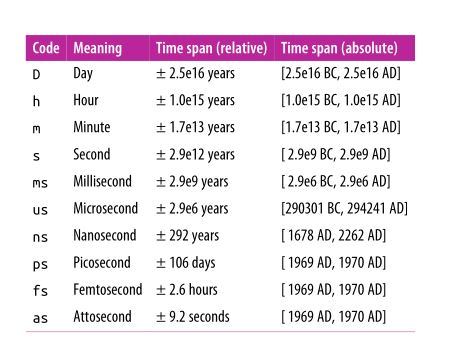 Code Meaning Time span (relative) Time span (absolute)
D Day ± 2.5e16 years [2.5e16 BC, 2.5e16 AD]
h Hour ± 1.0e15 years [1.0e15 BC, 1.0e15 AD]
m Minute ± 1.7e13 years [1.7e13 BC, 1.7e13 AD]
s Second ± 2.9e12 years [ 2.9e9 BC, 2.9e9 AD]
ms Millisecond ± 2.9e9 years [ 2.9e6 BC, 2.9e6 AD]
us Microsecond ± 2.9e6 years [290301 BC, 294241 AD]
ns Nanosecond ± 292 years [ 1678 AD, 2262 AD]
ps Picosecond ± 106 days [ 1969 AD, 1970 AD]
fs Femtosecond ± 2.6 hours [ 1969 AD, 1970 AD]
as Attosecond ± 9.2 seconds [ 1969 AD, 1970 AD]